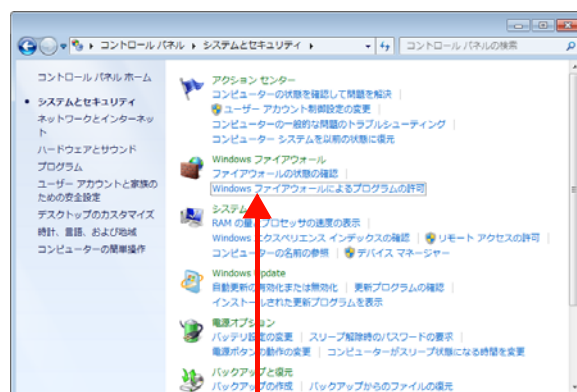 コントロール パネル ▸ システムとセキュリティ ▸
コントロール パネルの検索
コントロール パネル ホーム
システムとセキュリティ
ネットワークとインターネッ
ト
ハードウェアとサウンド
プログラム
ユーザー アカウントと家族の
ための安全設定
デスクトップのカスタマイズ
時計、言語、および地域
コンピューターの簡単操作
アクション センター
コンピューターの状態を確認して問題を解決
ユーザー アカウント制御設定の変更
コンピューターの一般的な問題のトラブルシューティング
コンピューター システムを以前の状態に復元
Windows ファイアウォール
ファイアウォールの状態の確認
Windows ファイアウォールによるプログラムの許可
システム
RAM の量とプロセッサの速度の表示
Windows エクスペリエンス インデックスの確認 | リモート アクセスの許可
コンピューターの名前の参照 | デバイス マネージャー
Windows Update
自動更新の有効化または無効化 | 更新プログラムの確認
インストールされた更新プログラムを表示
電源オプション
バッテリ設定の変更 | スリープ解除時のパスワードの要求
電源ボタンの動作の変更 | コンピューターがスリープ状態になる時間を変更
バックアップと復元
バックアップの作成 | バックアップからのファイルの復元